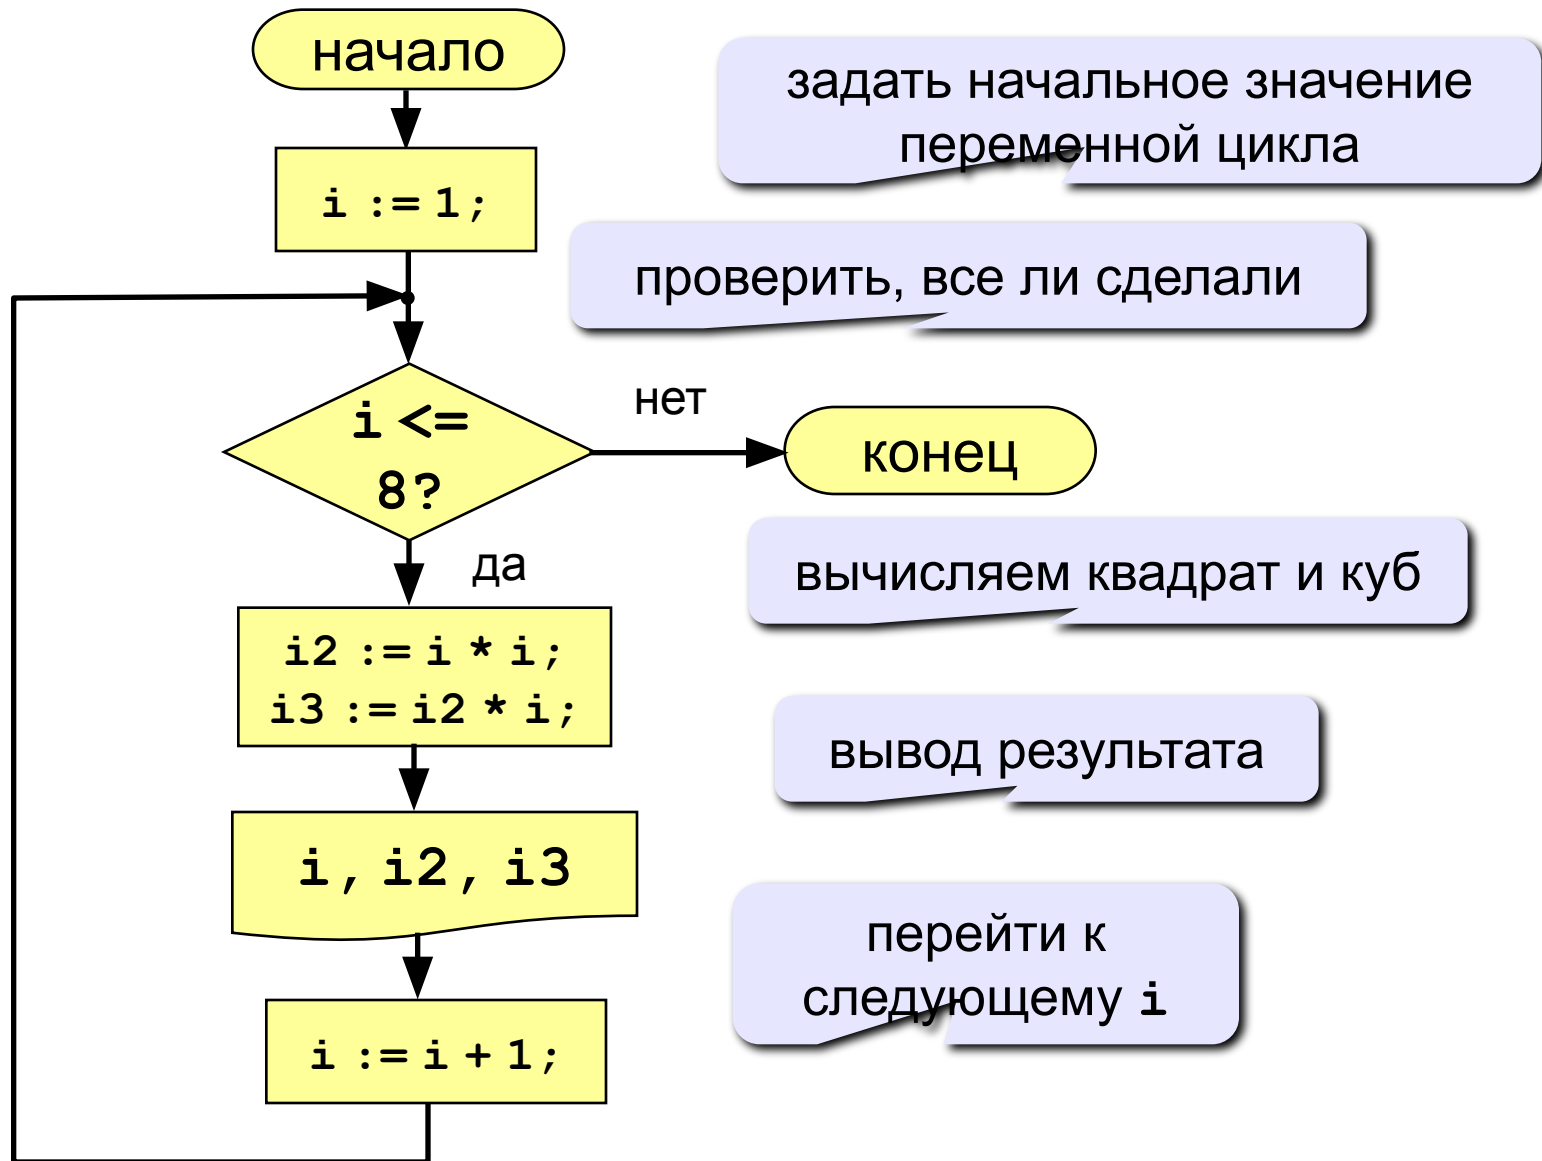 начало
задать начальное значение
переменной цикла
i := 1;
проверить, все ли сделали
i <=
8?
нет
конец
да
вычисляем квадрат и куб
i2 := i * i;
i3 := i2 * i;
вывод результата
i, i2, i3
перейти к
следующему i
i := i + 1;